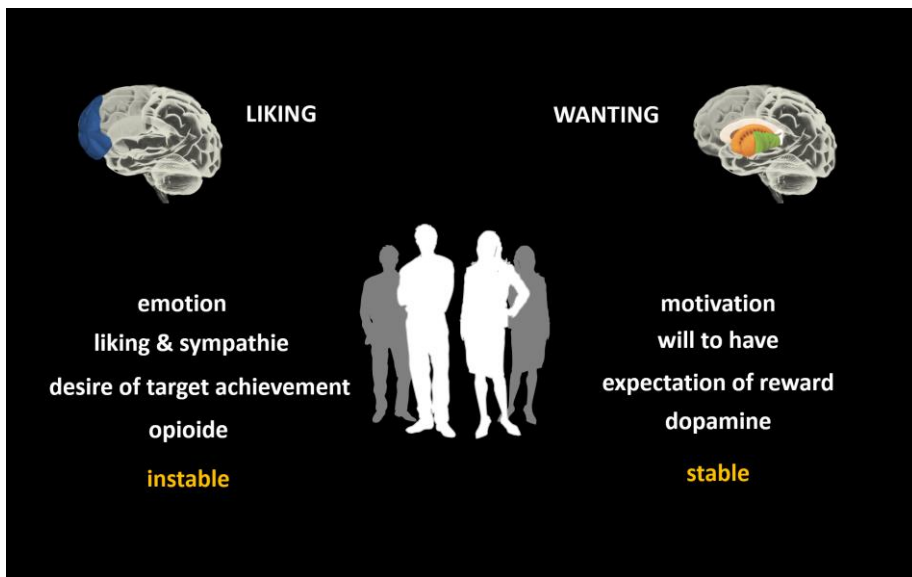 LIKING
emotion
liking & sympathie
desire of target achievement
opioide
instable
WANTING
motivation
will to have
expectation of reward
dopamine
stable